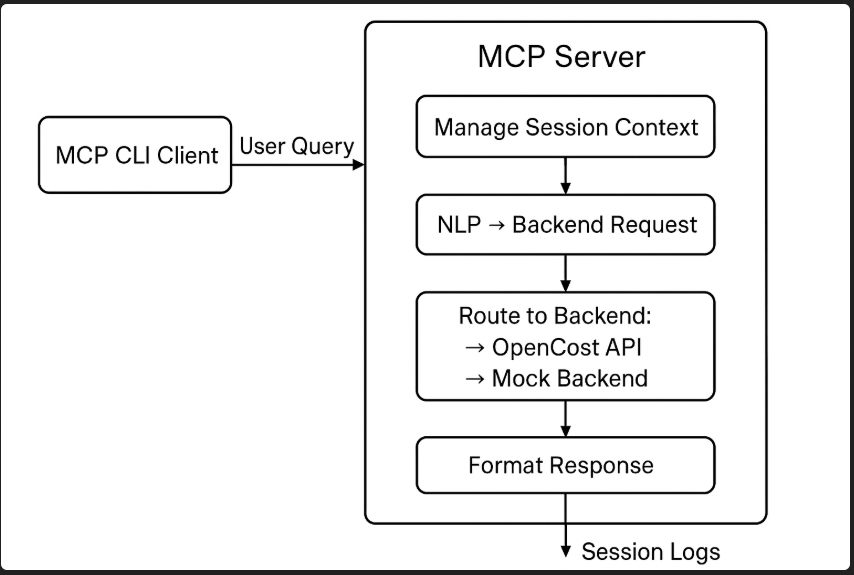 MCP Server
MCP CLI Client
User Query
Manage Session Context
NLP → Backend Request
Route to Backend:
→ OpenCost API
→ Mock Backend
Format Response
Session Logs